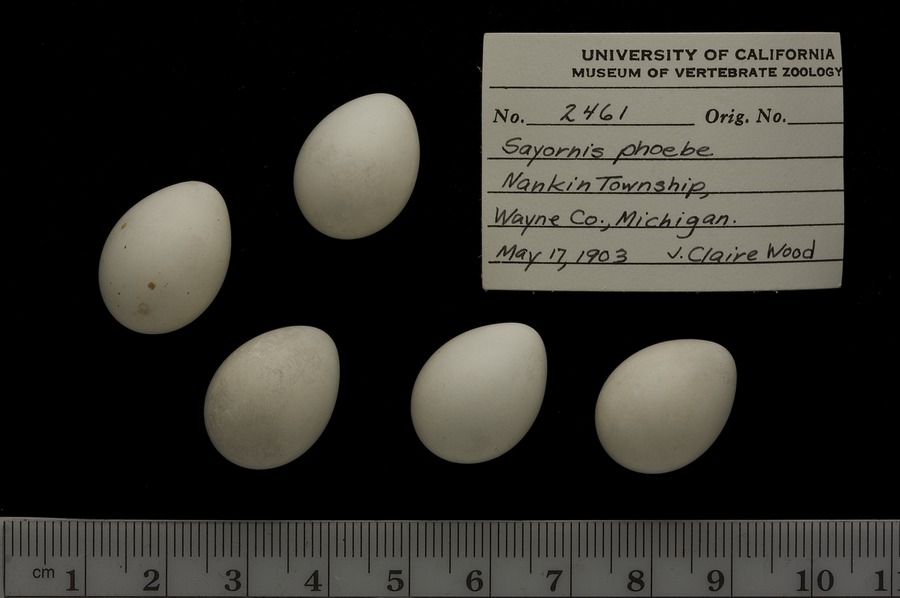 UNIVERSITY OF CALIFORNIA
MUSEUM OF VERTEBRATE ZOOLOGY
No. 2461 Orig. No.
Sayornis phoebe
Nankin Township,
Wayne Co., Michigan.
May 17, 1903 J. Claire Wood
cm 1 2 3 4 5 6 7 8 9 10 1